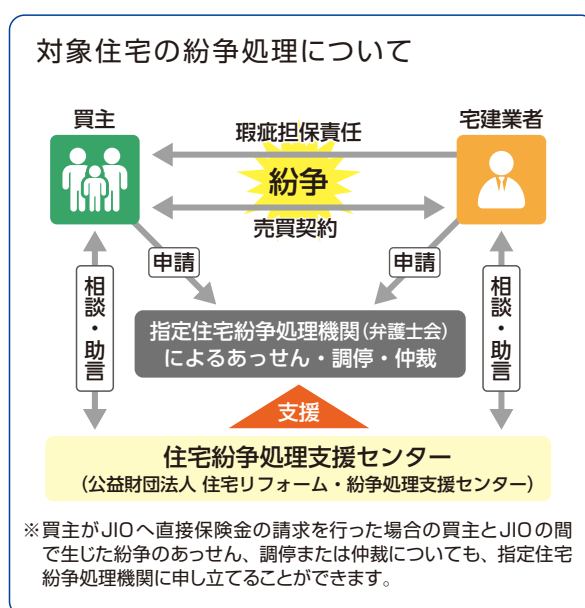 対象住宅の紛争処理について
買主
宅建業者
瑕疵担保責任
紛争
売買契約
申請
申請
相談・助言
相談・助言
指定住宅紛争処理機関(弁護士会)
によるあっせん・調停・仲裁
支援
住宅紛争処理支援センター
(公益財団法人 住宅リフォーム・紛争処理支援センター)
※買主がJIOへ直接保険金の請求を行った場合の買主とJIOの間
で生じた紛争のあっせん、調停または仲裁についても、指定住宅
紛争処理機関に申し立てることができます。